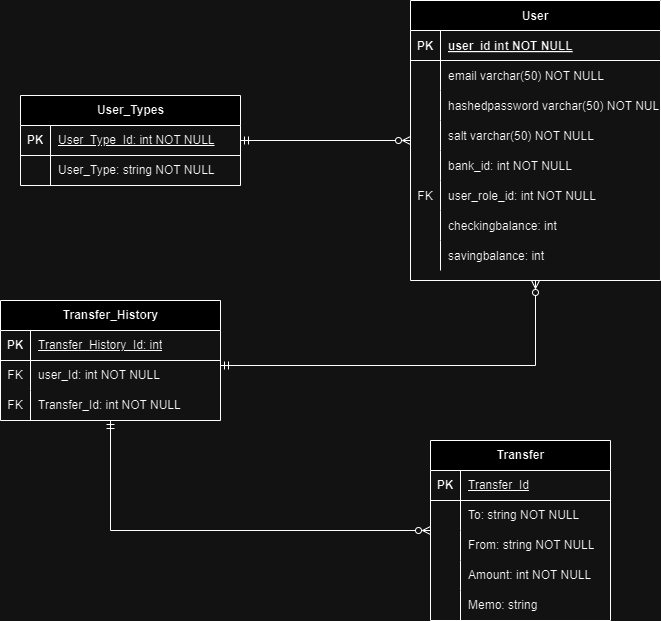 User
PK user_id int NOT NULL
email varchar(50) NOT NULL
hashedpassword varchar(50) NOT NUL
salt varchar(50) NOT NULL
bank_id: int NOT NULL
FK user_role_id: int NOT NULL
checkingbalance: int
savingbalance: int
User_Types
PK User_Type_Id: int NOT NULL
User_Type: string NOT NULL
Transfer_History
PK Transfer_History_Id: int
FK user_Id: int NOT NULL
FK Transfer_Id: int NOT NULL
Transfer
PK Transfer_Id
To: string NOT NULL
From: string NOT NULL
Amount: int NOT NULL
Memo: string